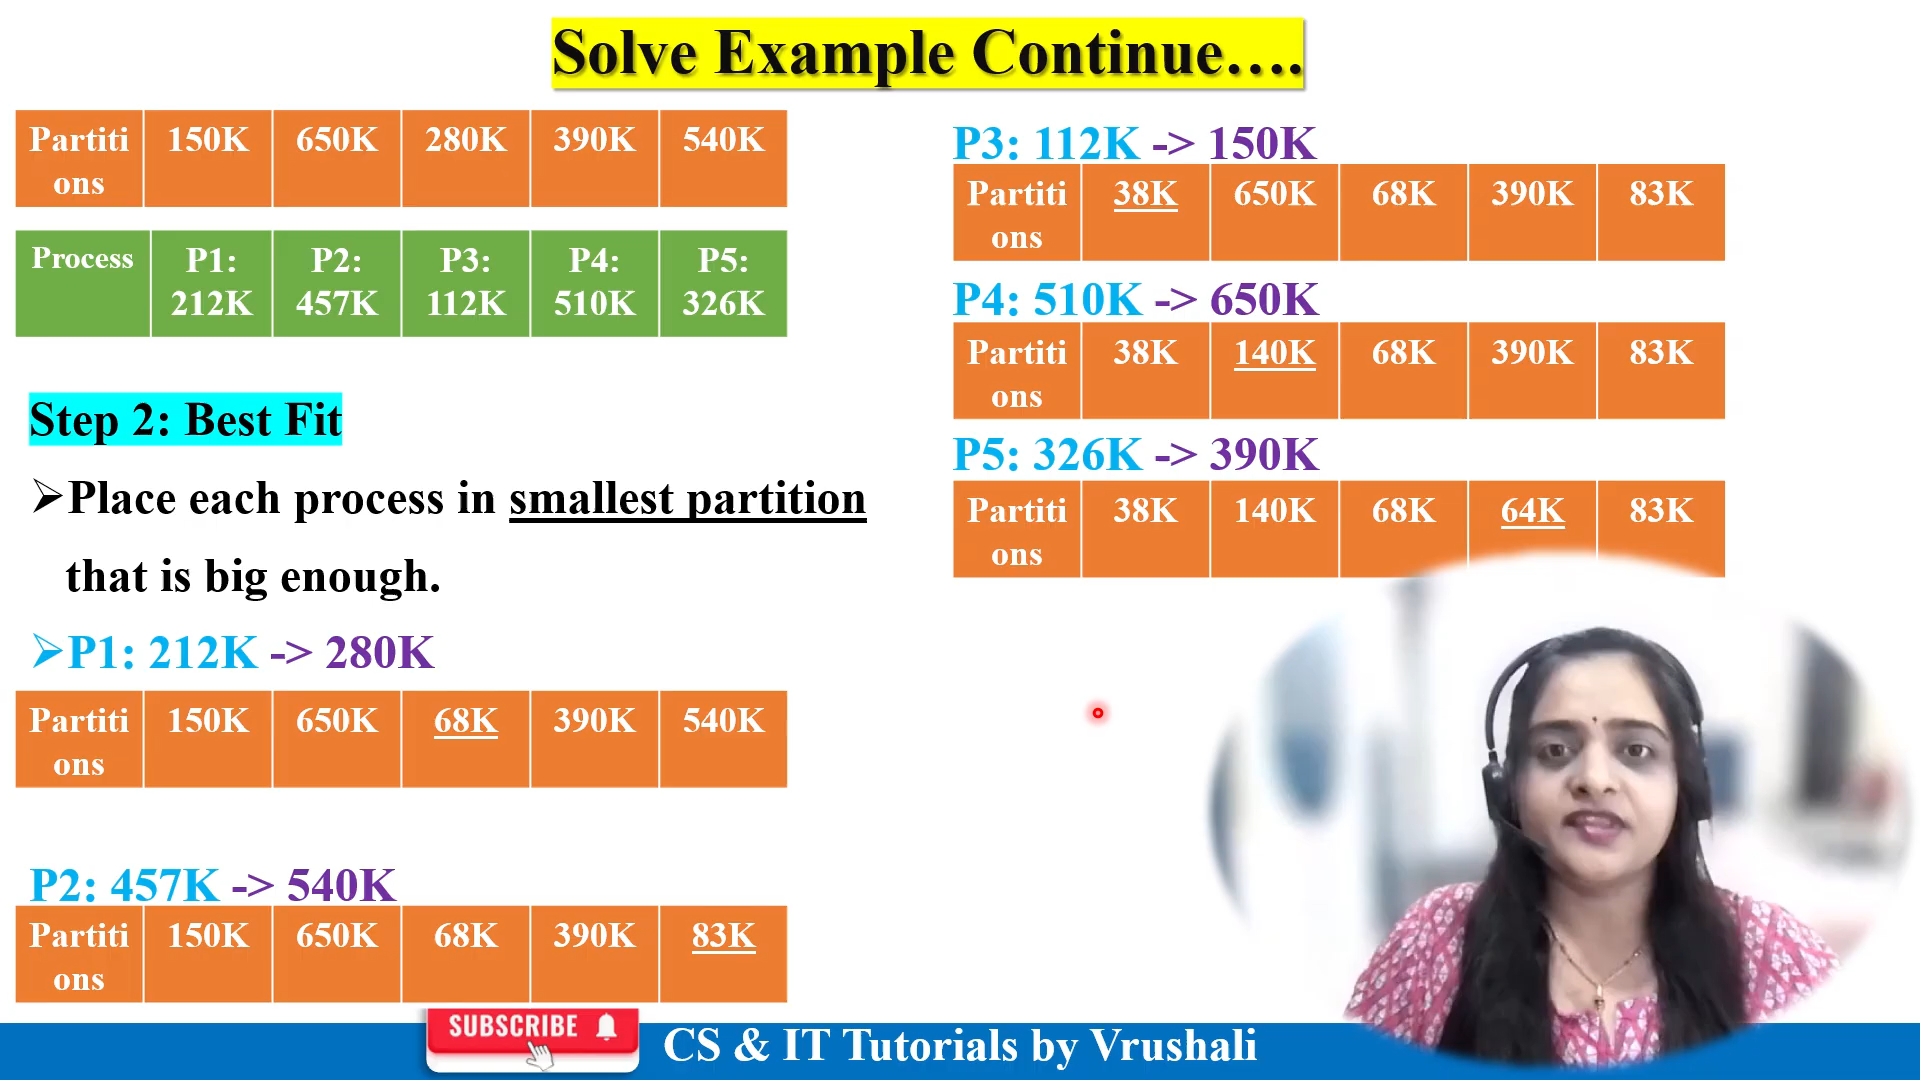 Solve Example Continue….
Partiti 150K 650K 280K 390K 540K
ons
Process P1: P2: P3: P4: P5:
212K 457K 112K 510K 326K
Step 2: Best Fit
➢Place each process in smallest partition
that is big enough.
➢P1: 212K -> 280K
Partiti 150K 650K 68K 390K 540K
ons
P2: 457K -> 540K
Partiti 150K 650K 68K 390K 83K
ons
P3: 112K -> 150K
Partiti 38K 650K 68K 390K 83K
ons
P4: 510K -> 650K
Partiti 38K 140K 68K 390K 83K
ons
P5: 326K -> 390K
Partiti 38K 140K 68K 64K 83K
ons
SUBSCRIBE
CS & IT Tutorials by Vrushali